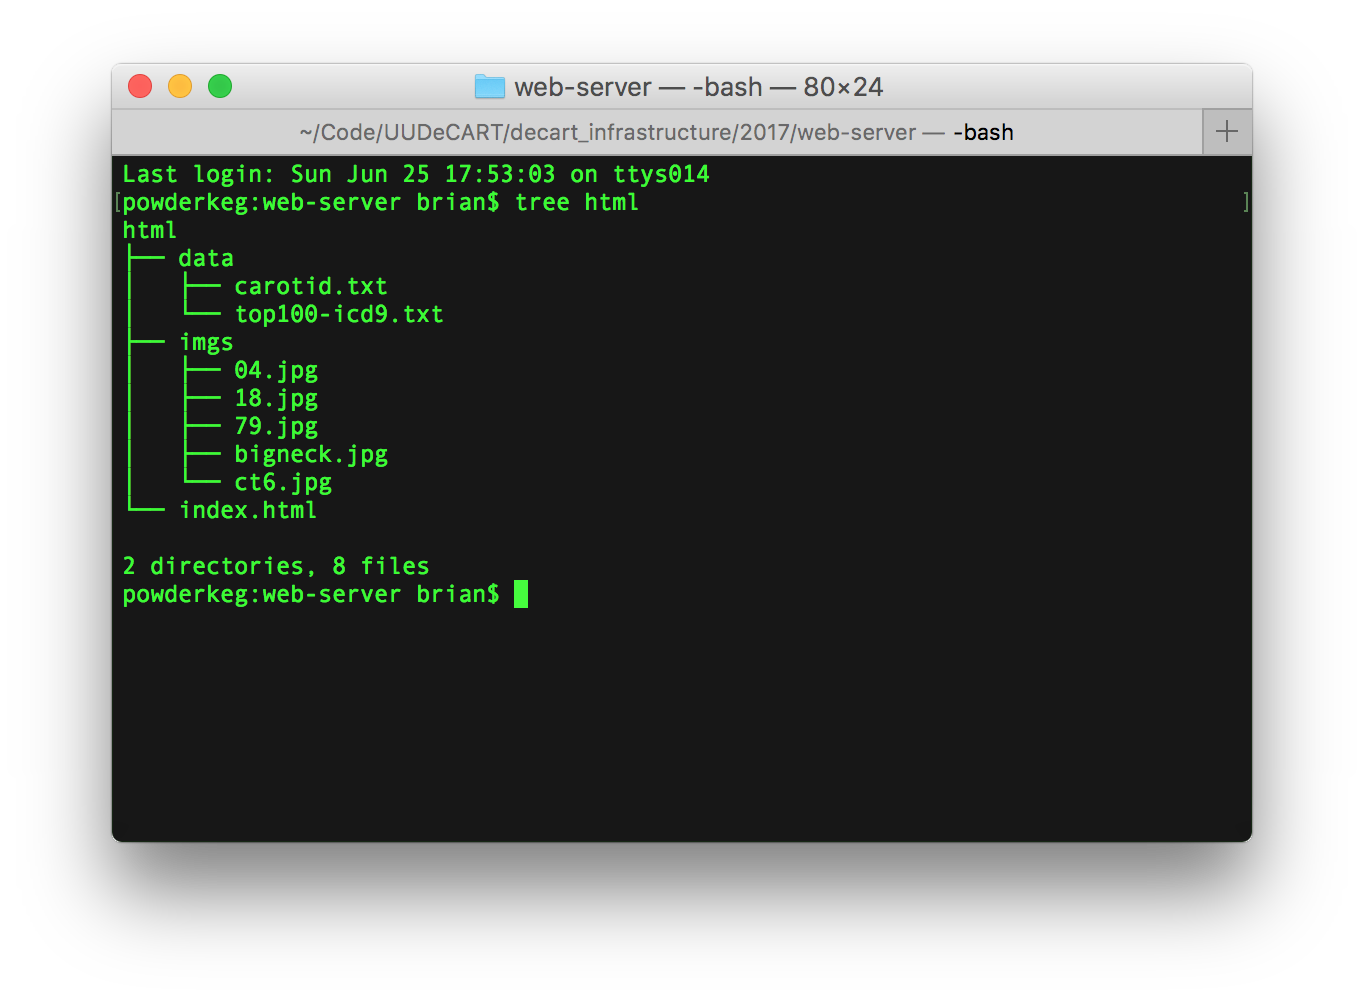 web-server — -bash — 80×24
~/Code/UUDeCART/decart_infrastructure/2017/web-server — -bash
Last login: Sun Jun 25 17:53:03 on ttys014
[powderkeg:web-server brian$ tree html ]
html
├── data
│   ├── carotid.txt
│   └── top100-icd9.txt
├── imgs
│   ├── 04.jpg
│   ├── 18.jpg
│   ├── 79.jpg
│   ├── bigneck.jpg
│   └── ct6.jpg
└── index.html
2 directories, 8 files
powderkeg:web-server brian$